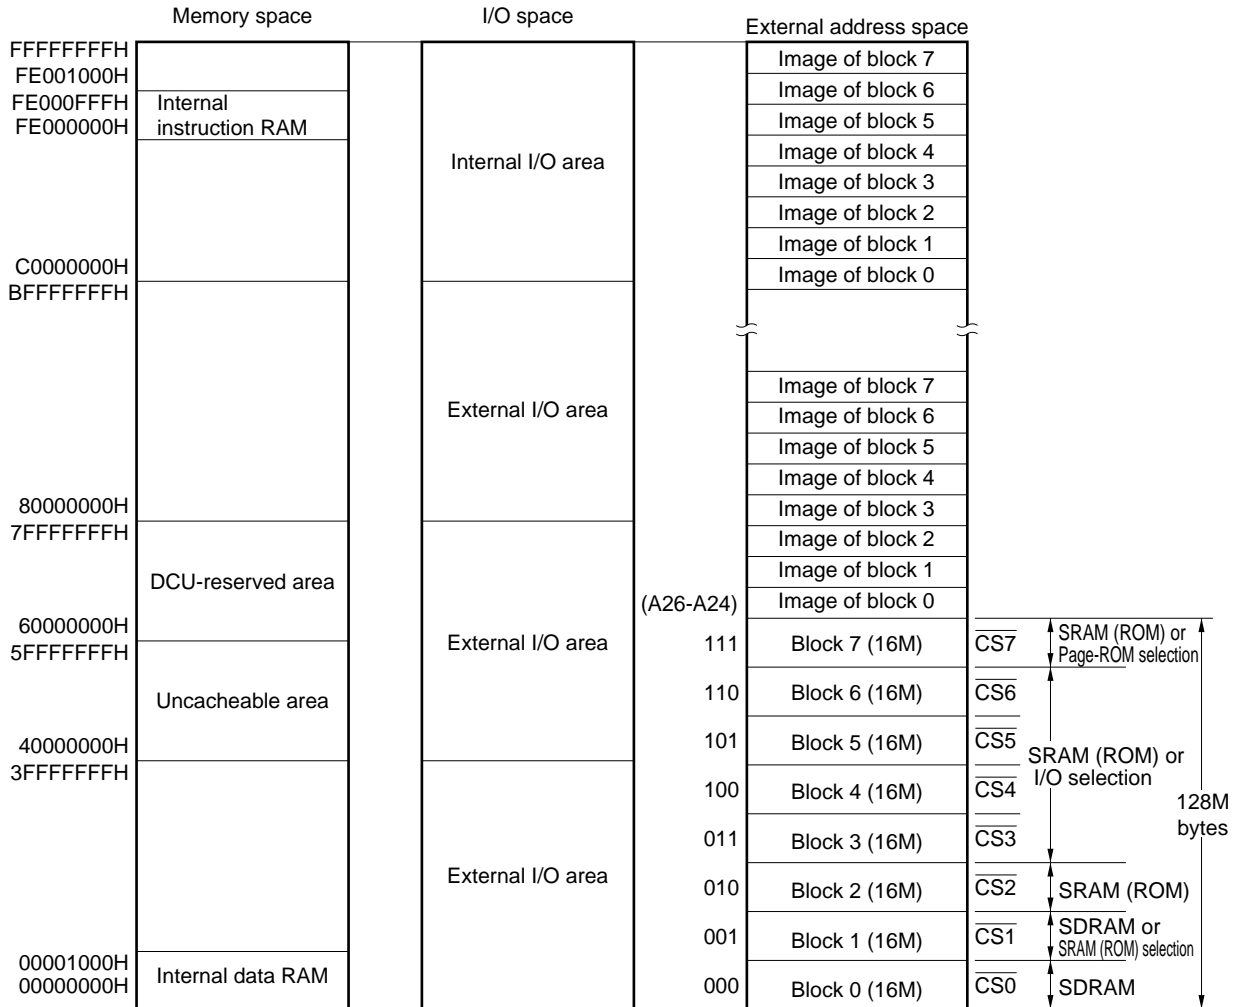 Memory space
I/O space
External address space
FFFFFFFFH
FE001000H
FE000FFFH
FE000000H
Internal
instruction RAM
C0000000H
BFFFFFFFH
80000000H
7FFFFFFFH
DCU-reserved area
60000000H
5FFFFFFFH
Uncacheable area
40000000H
3FFFFFFFH
00001000H
00000000H
Internal data RAM
Internal I/O area
External I/O area
External I/O area
External I/O area
Image of block 7
Image of block 6
Image of block 5
Image of block 4
Image of block 3
Image of block 2
Image of block 1
Image of block 0
Image of block 7
Image of block 6
Image of block 5
Image of block 4
Image of block 3
Image of block 2
Image of block 1
(A26-A24) Image of block 0
111 Block 7 (16M) CS7
110 Block 6 (16M) CS6
101 Block 5 (16M) CS5
100 Block 4 (16M) CS4
011 Block 3 (16M) CS3
010 Block 2 (16M) CS2
001 Block 1 (16M) CS1
000 Block 0 (16M) CS0
SRAM (ROM) or
Page-ROM selection
SRAM (ROM) or
I/O selection
SRAM (ROM)
SDRAM or
SRAM (ROM) selection
SDRAM
128M
bytes